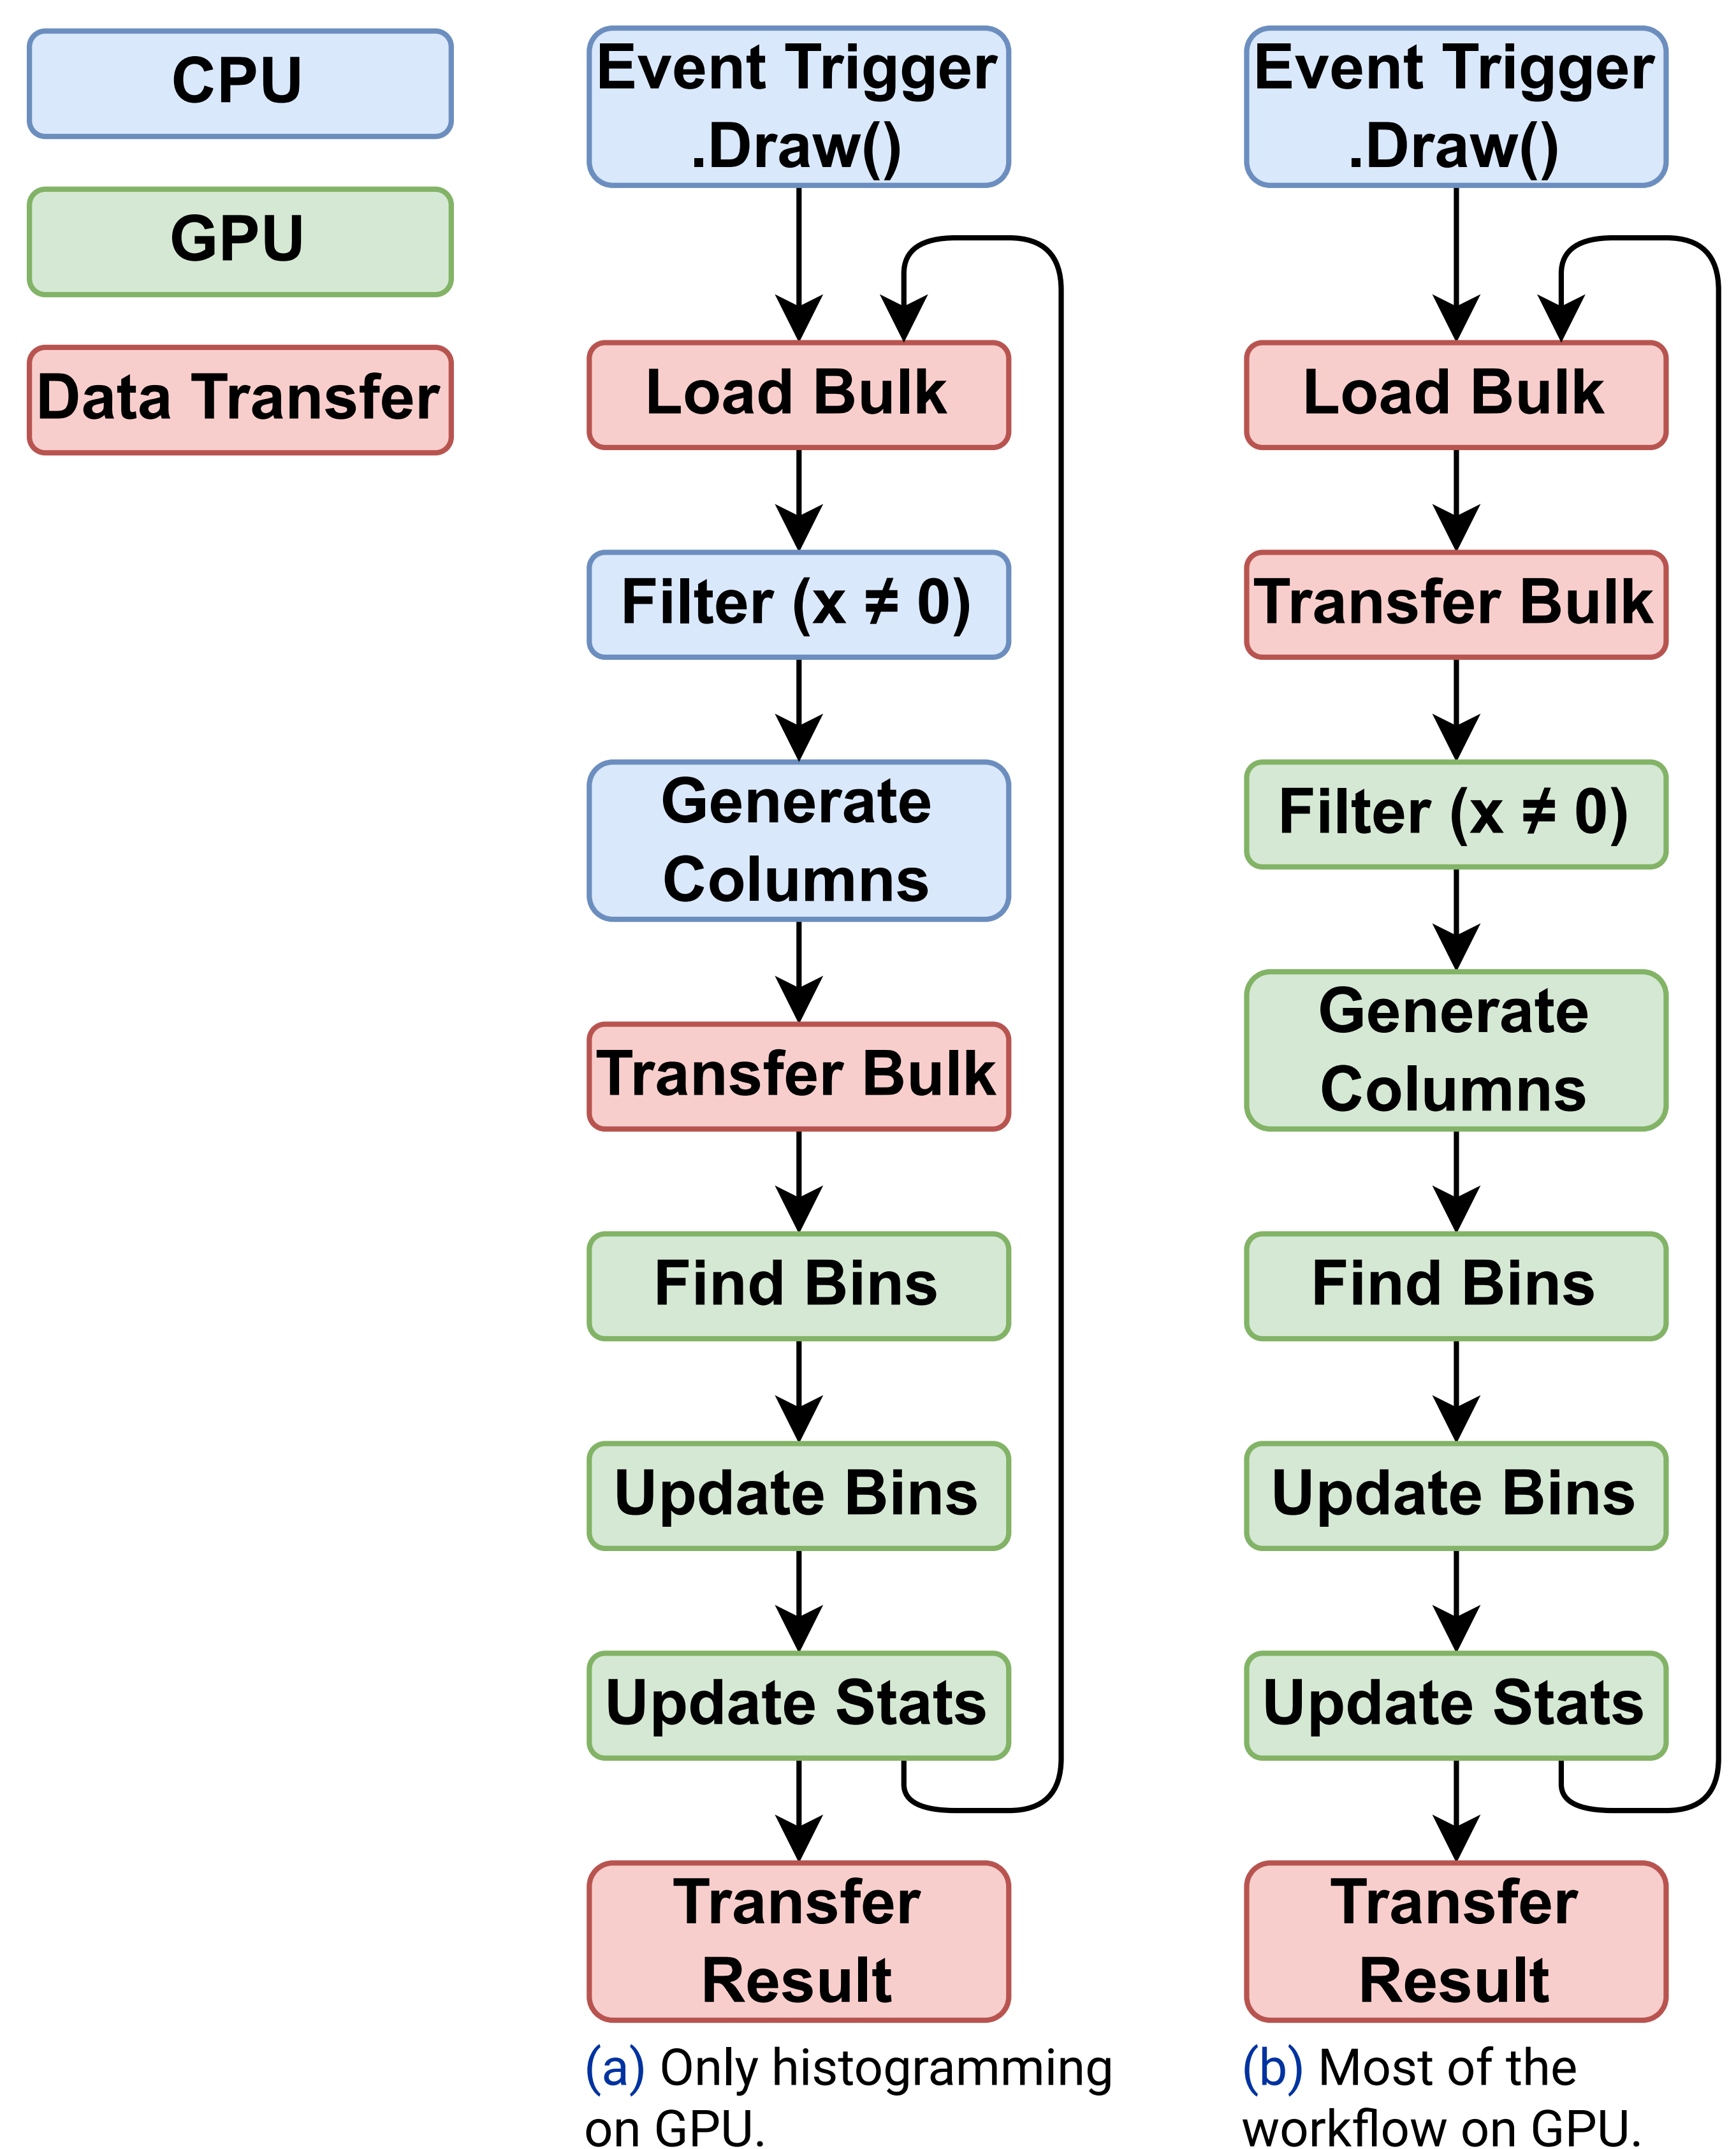 CPU
GPU
Data Transfer
Event Trigger
.Draw()
Load Bulk
Filter (x ≠ 0)
Generate
Columns
Transfer Bulk
Find Bins
Update Bins
Update Stats
Transfer
Result
(a) Only histogramming
on GPU.
Event Trigger
.Draw()
Load Bulk
Transfer Bulk
Filter (x ≠ 0)
Generate
Columns
Find Bins
Update Bins
Update Stats
Transfer
Result
(b) Most of the
workflow on GPU.